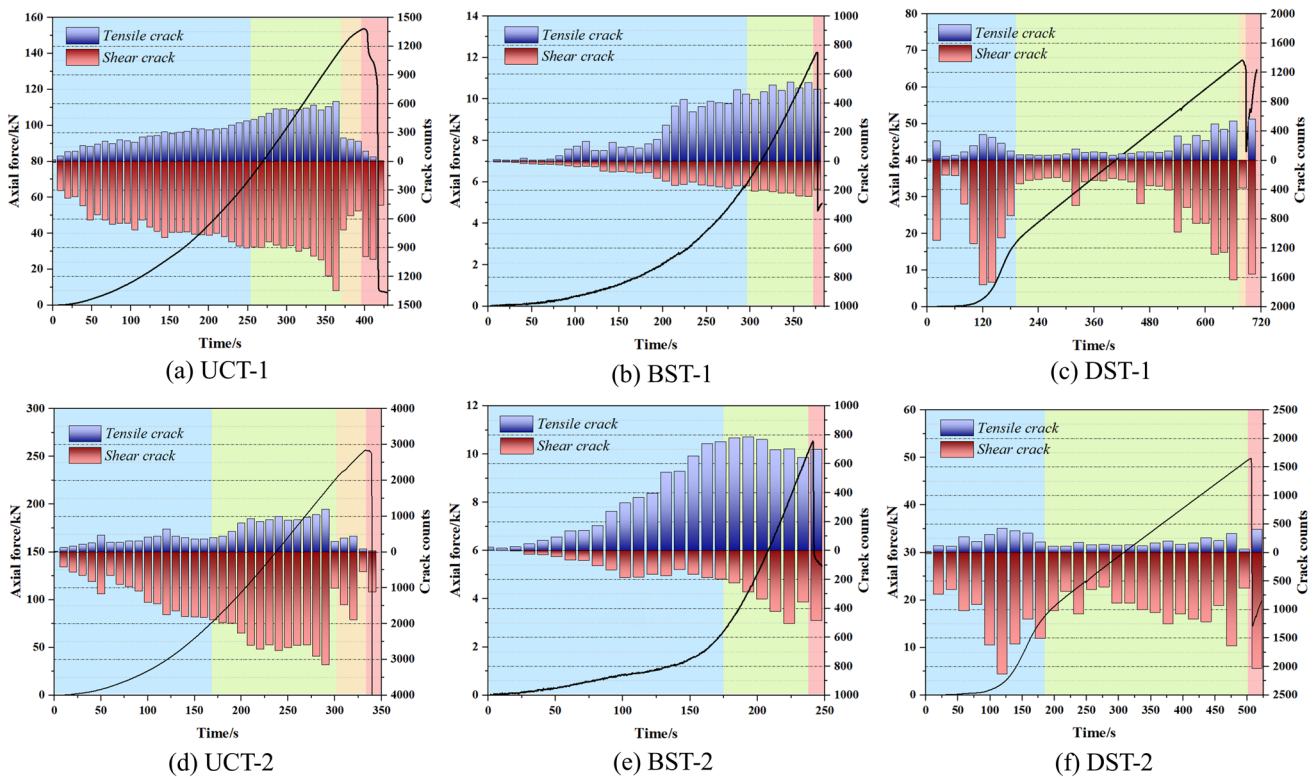 160
140
120
100
80
60
40
20
0
Axial force/kN
Tensile crack
Shear crack
1500
1200
900
600
300
0
300
600
900
1200
1500
Crack counts
0 50 100 150 200 250 300 350 400
Time/s
(a) UCT-1
14
12
10
8
6
4
2
0
Axial force/kN
Tensile crack
Shear crack
1000
800
600
400
200
0
200
400
600
800
1000
Crack counts
0 50 100 150 200 250 300 350
Time/s
(b) BST-1
80
70
60
50
40
30
20
10
0
Axial force/kN
Tensile crack
Shear crack
2000
1600
1200
800
400
0
400
800
1200
1600
2000
Crack counts
0 120 240 360 480 600 720
Time/s
(c) DST-1
300
250
200
150
100
50
0
Axial force/kN
Tensile crack
Shear crack
4000
3000
2000
1000
0
1000
2000
3000
4000
Crack counts
0 50 100 150 200 250 300 350
Time/s
(d) UCT-2
12
10
8
6
4
2
0
Axial force/kN
Tensile crack
Shear crack
1000
800
600
400
200
0
200
400
600
800
1000
Crack counts
0 50 100 150 200 250
Time/s
(e) BST-2
60
50
40
30
20
10
0
Axial force/kN
Tensile crack
Shear crack
2500
2000
1500
1000
500
0
500
1000
1500
2000
2500
Crack counts
0 50 100 150 200 250 300 350 400 450 500
Time/s
(f) DST-2